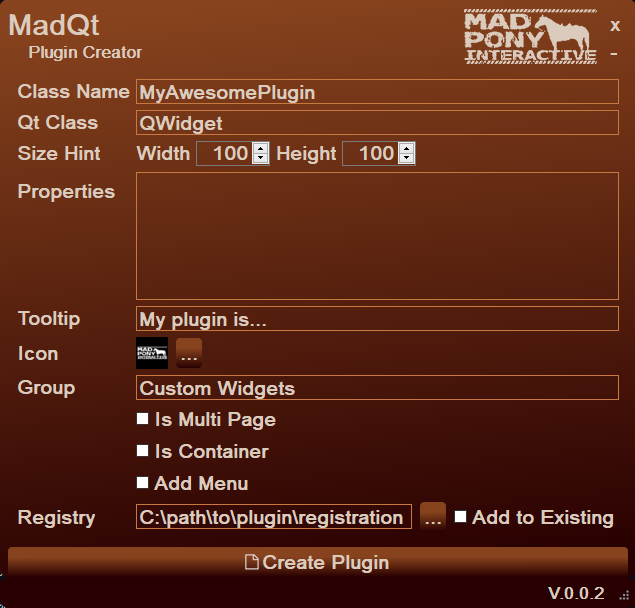 MadQt
Plugin Creator
MAD
PONY
INTERACTIVE
x
-
Class Name MyAwesomePlugin
Qt Class QWidget
Size Hint Width 100 Height 100
Properties
Tooltip My plugin is...
Icon MAD PONY INTERACTIVE ...
Group Custom Widgets
Is Multi Page
Is Container
Add Menu
Registry C:\path\to\plugin\registration ... Add to Existing
Create Plugin
V.0.0.2